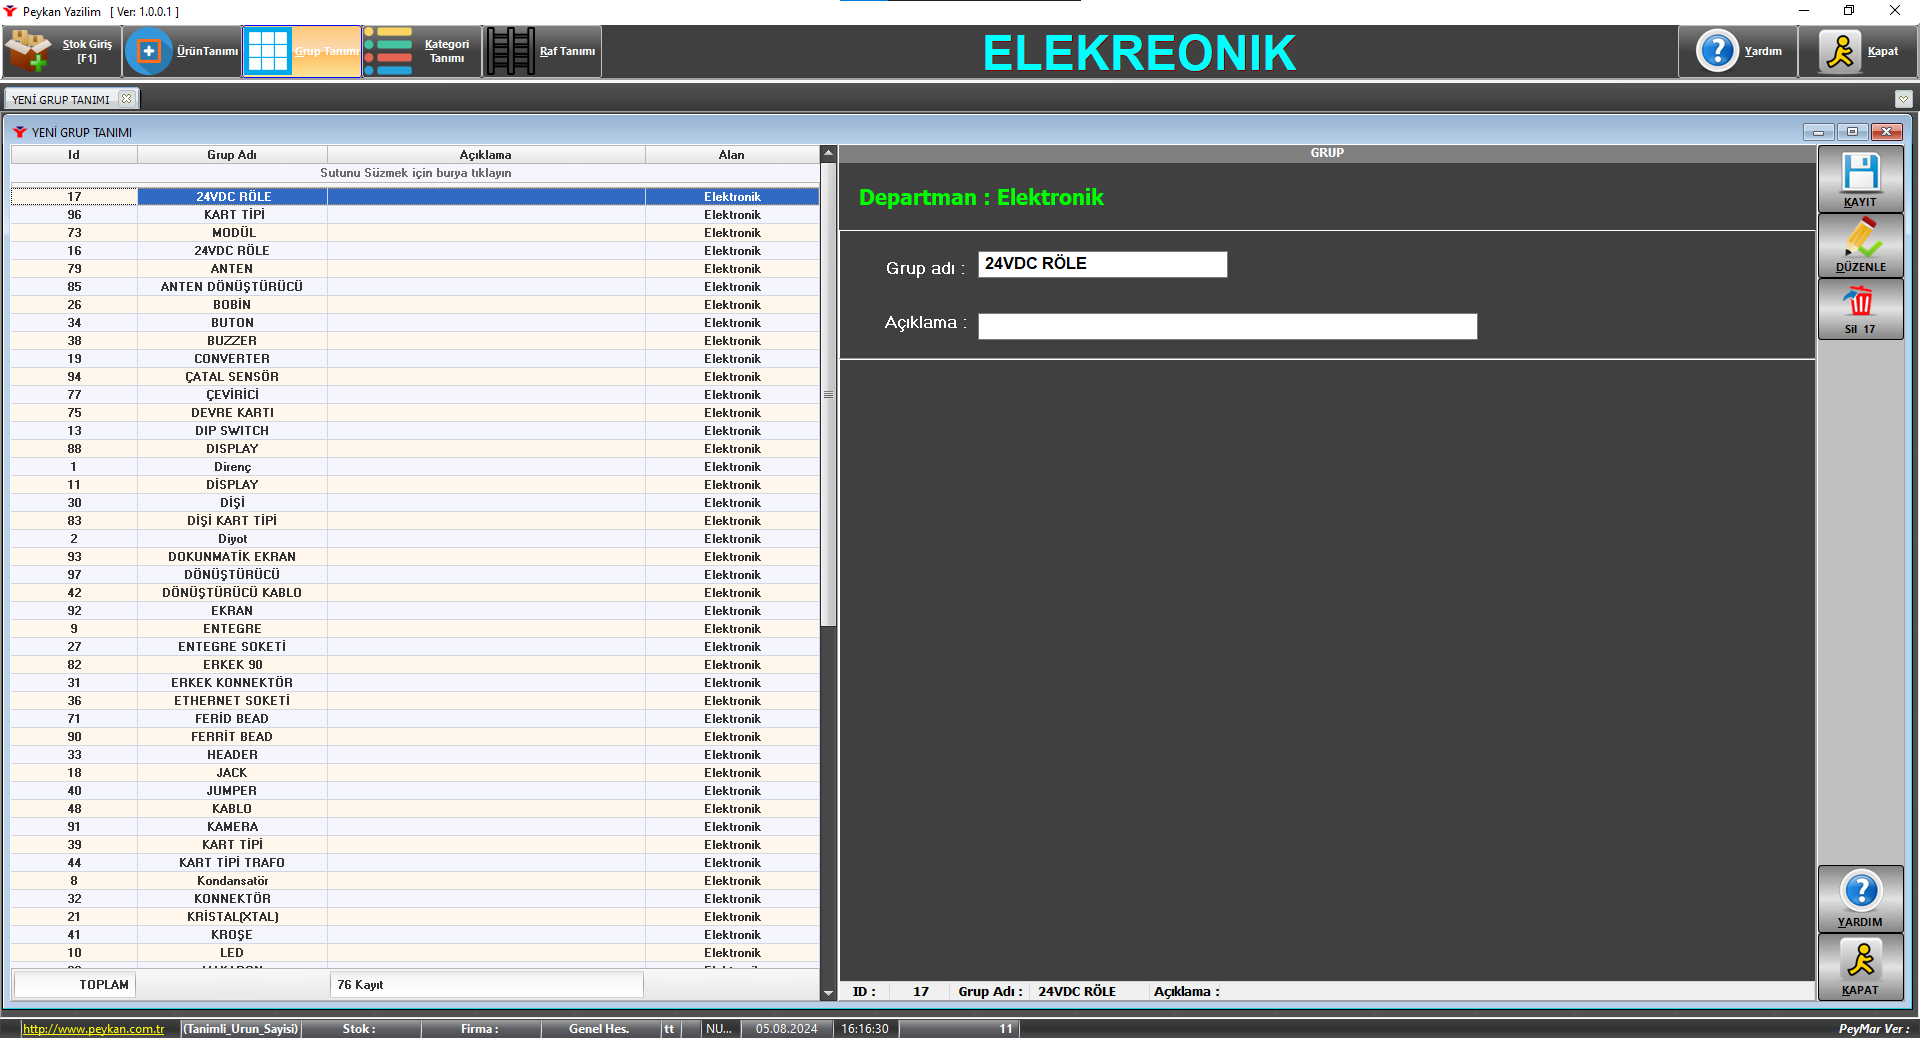 Peykan Yazilim [ Ver: 1.0.0.1 ]
Stok Giriş [F1]
ÜrünTanımı
Grup Tanımı
Kategori Tanımı
Raf Tanımı
ELEKREONIK
Yardım
Kapat
YENİ GRUP TANIMI
YENİ GRUP TANIMI
Id Grup Adı Açıklama Alan
Sutunu Süzmek için burya tıklayın
17 24VDC RÖLE Elektronik
96 KART TİPİ Elektronik
73 MODÜL Elektronik
16 24VDC RÖLE Elektronik
79 ANTEN Elektronik
85 ANTEN DÖNÜŞTÜRÜCÜ Elektronik
26 BOBİN Elektronik
34 BUTON Elektronik
38 BUZZER Elektronik
19 CONVERTER Elektronik
94 ÇATAL SENSÖR Elektronik
77 ÇEVİRİCİ Elektronik
75 DEVRE KARTI Elektronik
13 DIP SWITCH Elektronik
88 DISPLAY Elektronik
1 Direnç Elektronik
11 DİSPLAY Elektronik
30 DİŞİ Elektronik
83 DİŞİ KART TİPİ Elektronik
2 Diyot Elektronik
93 DOKUNMATİK EKRAN Elektronik
97 DÖNÜŞTÜRÜCÜ Elektronik
42 DÖNÜŞTÜRÜCÜ KABLO Elektronik
92 EKRAN Elektronik
9 ENTEGRE Elektronik
27 ENTEGRE SOKETİ Elektronik
82 ERKEK 90 Elektronik
31 ERKEK KONNEKTÖR Elektronik
36 ETHERNET SOKETİ Elektronik
71 FERİD BEAD Elektronik
90 FERRİT BEAD Elektronik
33 HEADER Elektronik
18 JACK Elektronik
40 JUMPER Elektronik
48 KABLO Elektronik
91 KAMERA Elektronik
39 KART TİPİ Elektronik
44 KART TİPİ TRAFO Elektronik
8 Kondansatör Elektronik
32 KONNEKTÖR Elektronik
21 KRİSTAL(XTAL) Elektronik
41 KROŞE Elektronik
10 LED Elektronik
TOPLAM 76 Kayıt
GRUP
Departman : Elektronik
Grup adı : 24VDC RÖLE
Açıklama :
ID : 17 Grup Adı : 24VDC RÖLE Açıklama :
KAYIT
DÜZENLE
Sil 17
YARDIM
KAPAT
http://www.peykan.com.tr (Tanimli_Urun_Sayisi) Stok : Firma : Genel Hes. tt NU... 05.08.2024 16:16:30 11 PeyMar Ver :